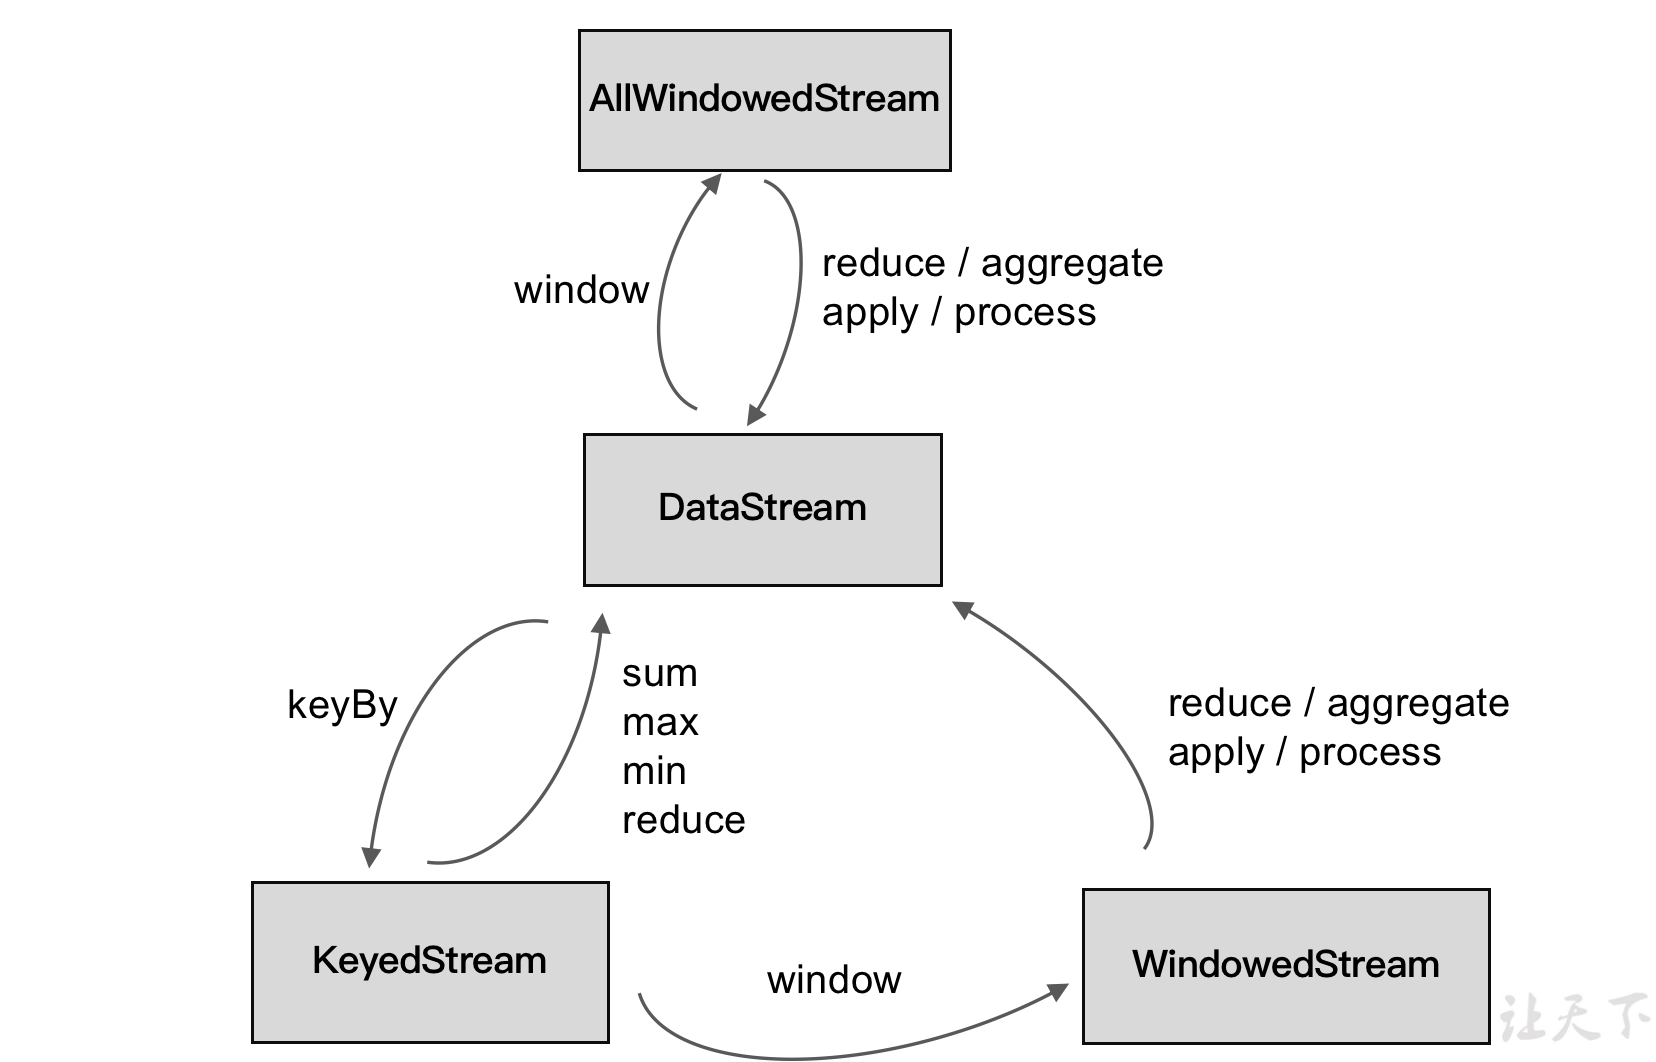 AllWindowedStream
window
reduce / aggregate
apply / process
DataStream
keyBy
sum
max
min
reduce
reduce / aggregate
apply / process
KeyedStream
window
WindowedStream
让天下